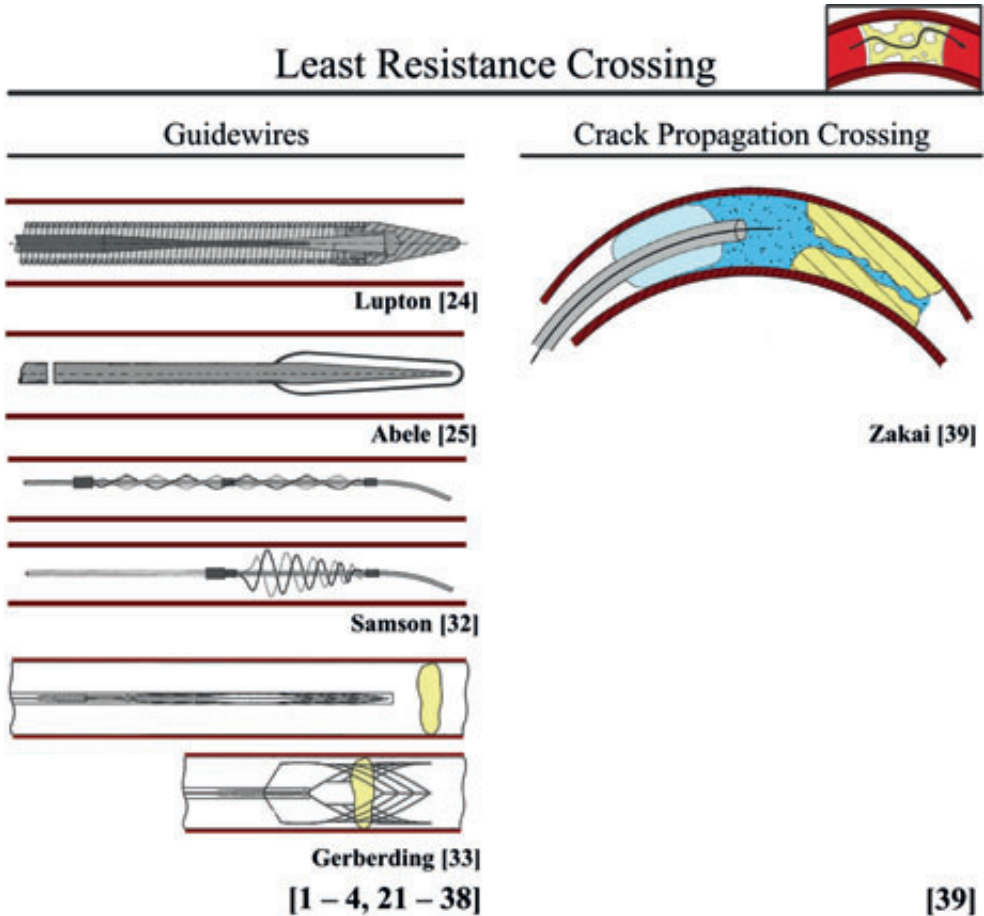 Least Resistance Crossing
Guidewires
Lupton [24]
Abele [25]
Samson [32]
Gerberding [33]
[1 – 4, 21 – 38]
Crack Propagation Crossing
Zakai [39]
[39]